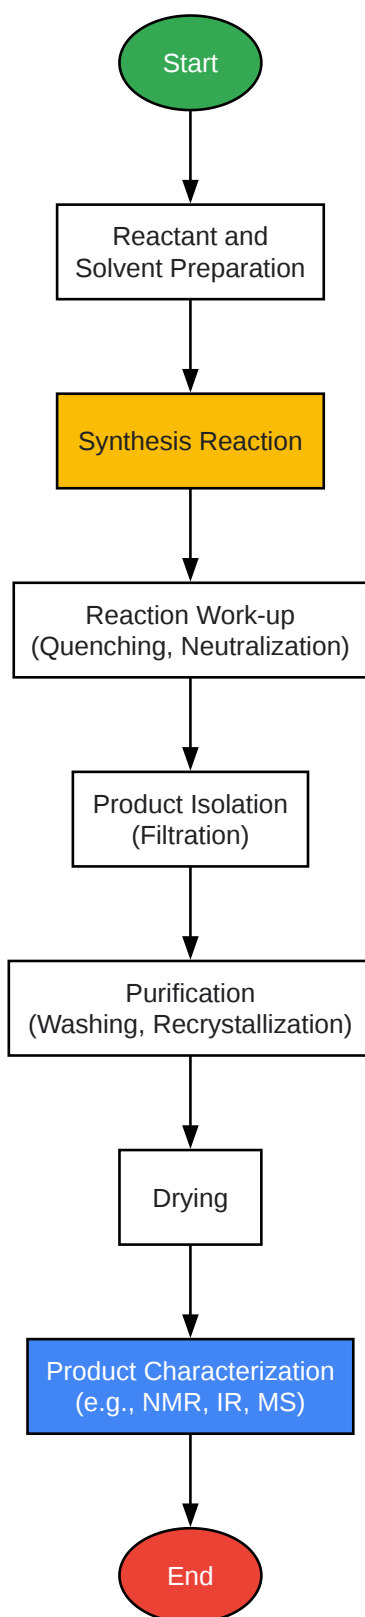 Start
Reactant and
Solvent Preparation
Synthesis Reaction
Reaction Work-up
(Quenching, Neutralization)
Product Isolation
(Filtration)
Purification
(Washing, Recrystallization)
Drying
Product Characterization
(e.g., NMR, IR, MS)
End